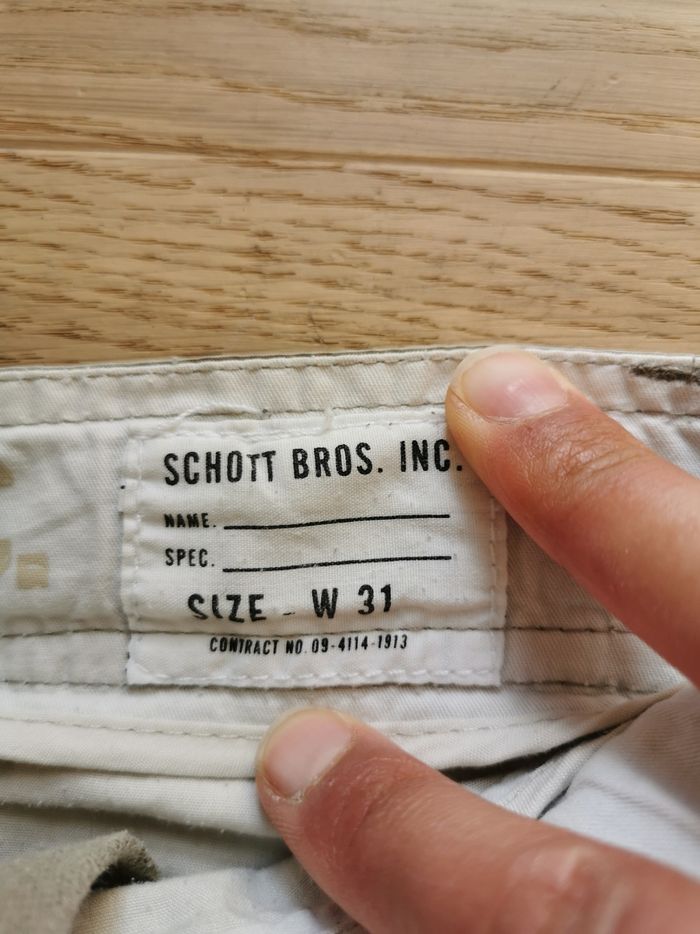 SCHOTT BROS. INC.
NAME.
SPEC.
SIZE - W 31
CONTRACT NO. 09-4114-1913